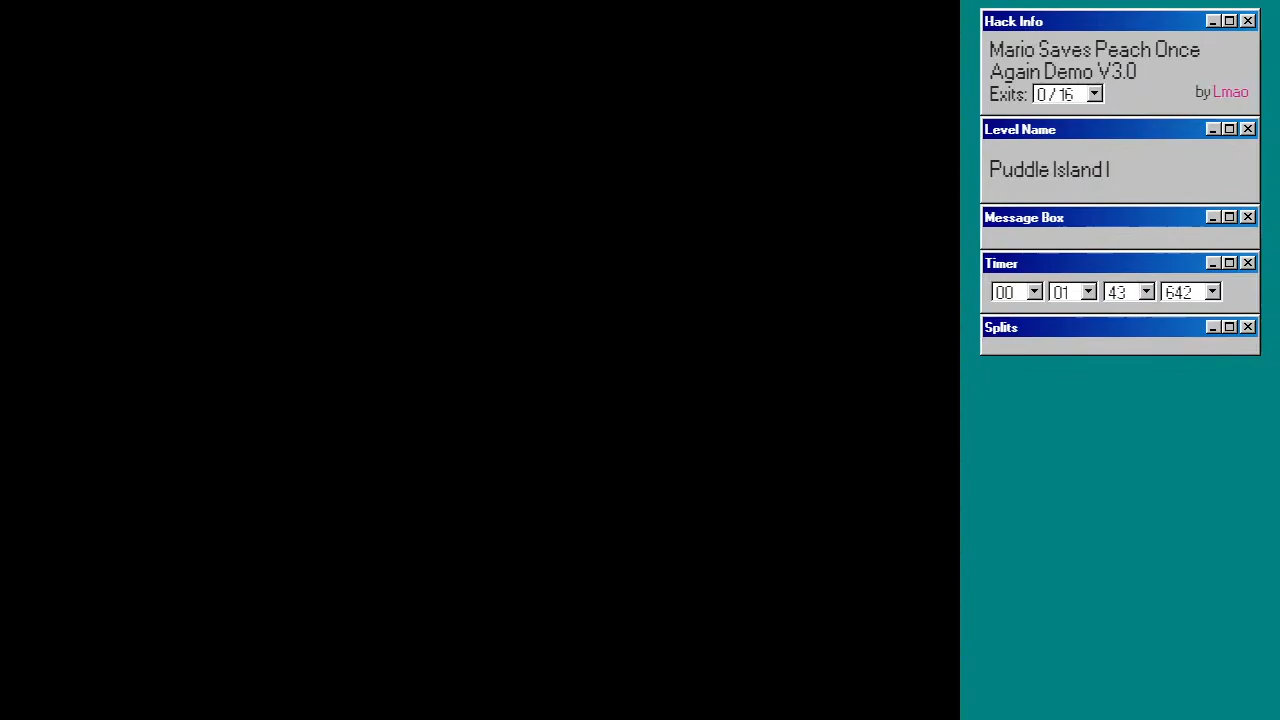 Hack Info
Mario Saves Peach Once
Again Demo V3.0
Exits: 0 / 16
by Lmao
Level Name
Puddle Island I
Message Box
Timer
00 01 43 642
Splits